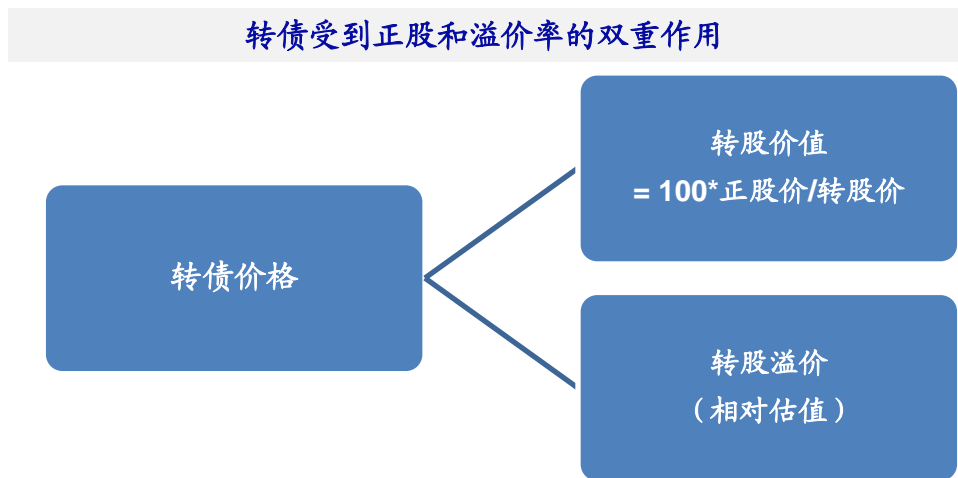 转债受到正股和溢价率的双重作用
转股价值
= 100*正股价/转股价
转债价格
转股溢价
（相对估值）